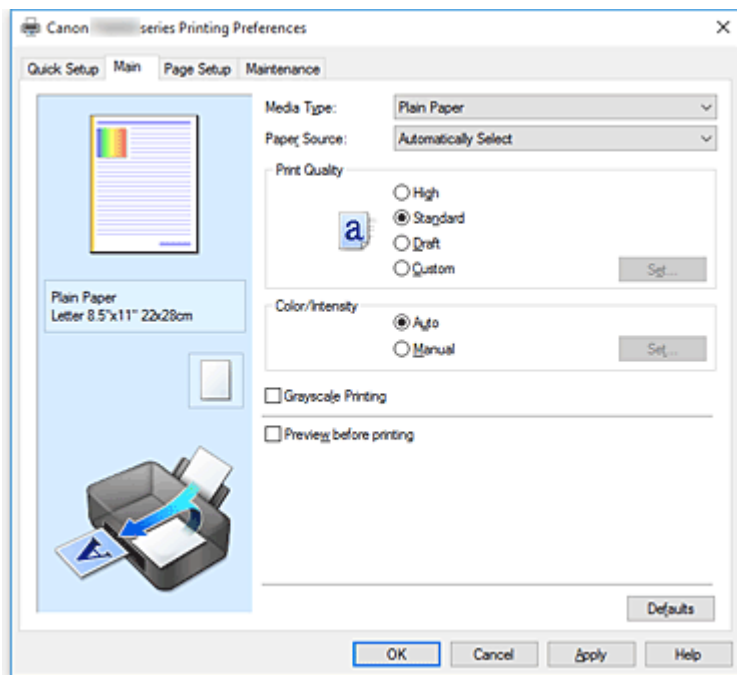 Canon series Printing Preferences
Quick Setup Main Page Setup Maintenance
Media Type: Plain Paper
Paper Source: Automatically Select
Print Quality
High
a Standard
Draft
Custom Set...
Plain Paper
Letter 8.5"x11" 22x28cm
Color/Intensity
Auto
Manual Set...
Grayscale Printing
Preview before printing
A
Defaults
OK Cancel Apply Help